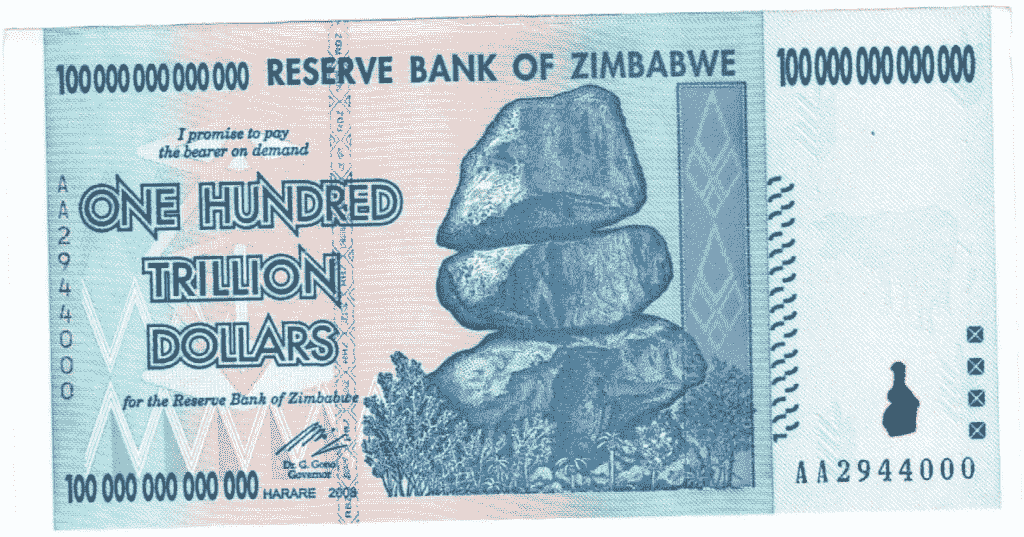 100 000 000 000 000
RESERVE BANK OF ZIMBABWE
100 000 000 000 000
I promise to pay
the bearer on demand
ONE HUNDRED
TRILLION
DOLLARS
for the Reserve Bank of Zimbabwe
Dr. G. Gono
Governor
100 000 000 000 000
HARARE 2008
AA2944000
AA2944000
RBZ